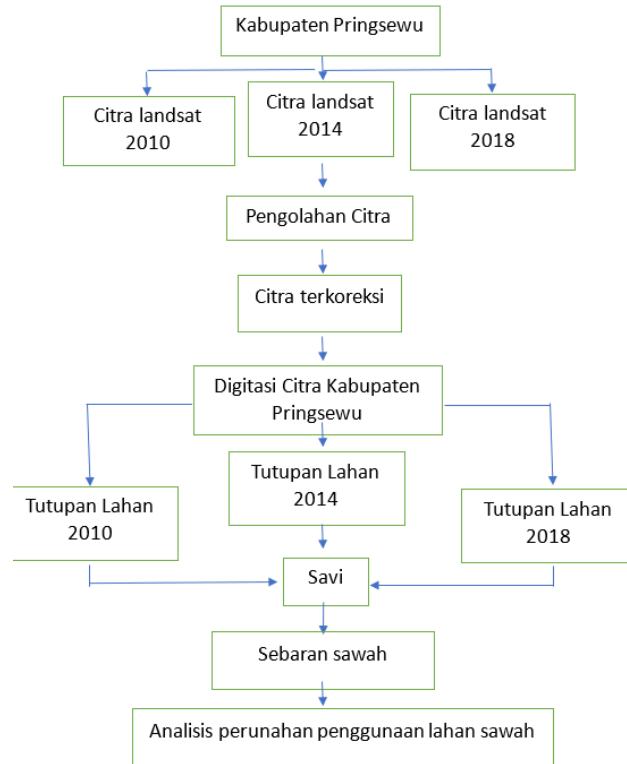 Kabupaten Pringsewu
Citra landsat
2010
Citra landsat
2014
Citra landsat
2018
Pengolahan Citra
Citra terkoreksi
Digitasi Citra Kabupaten
Pringsewu
Tutupan Lahan
2010
Tutupan Lahan
2014
Tutupan Lahan
2018
Savi
Sebaran sawah
Analisis perunahan penggunaan lahan sawah